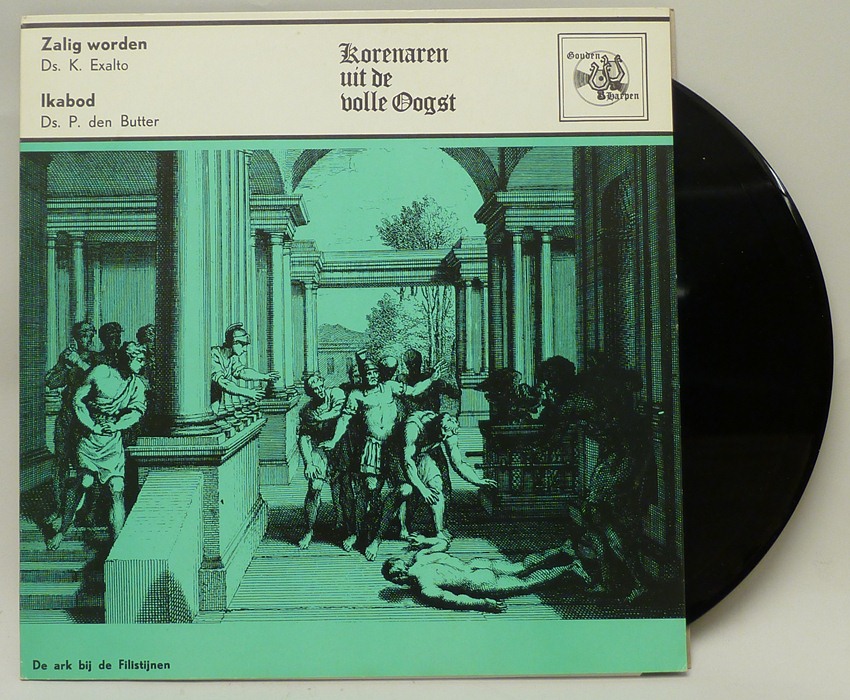 Zalig worden
Ds. K. Exalto
Ikabod
Ds. P. den Butter
Korenaren
uit de
volle Oogst
Gouden
Harpen
De ark bij de Filistijnen